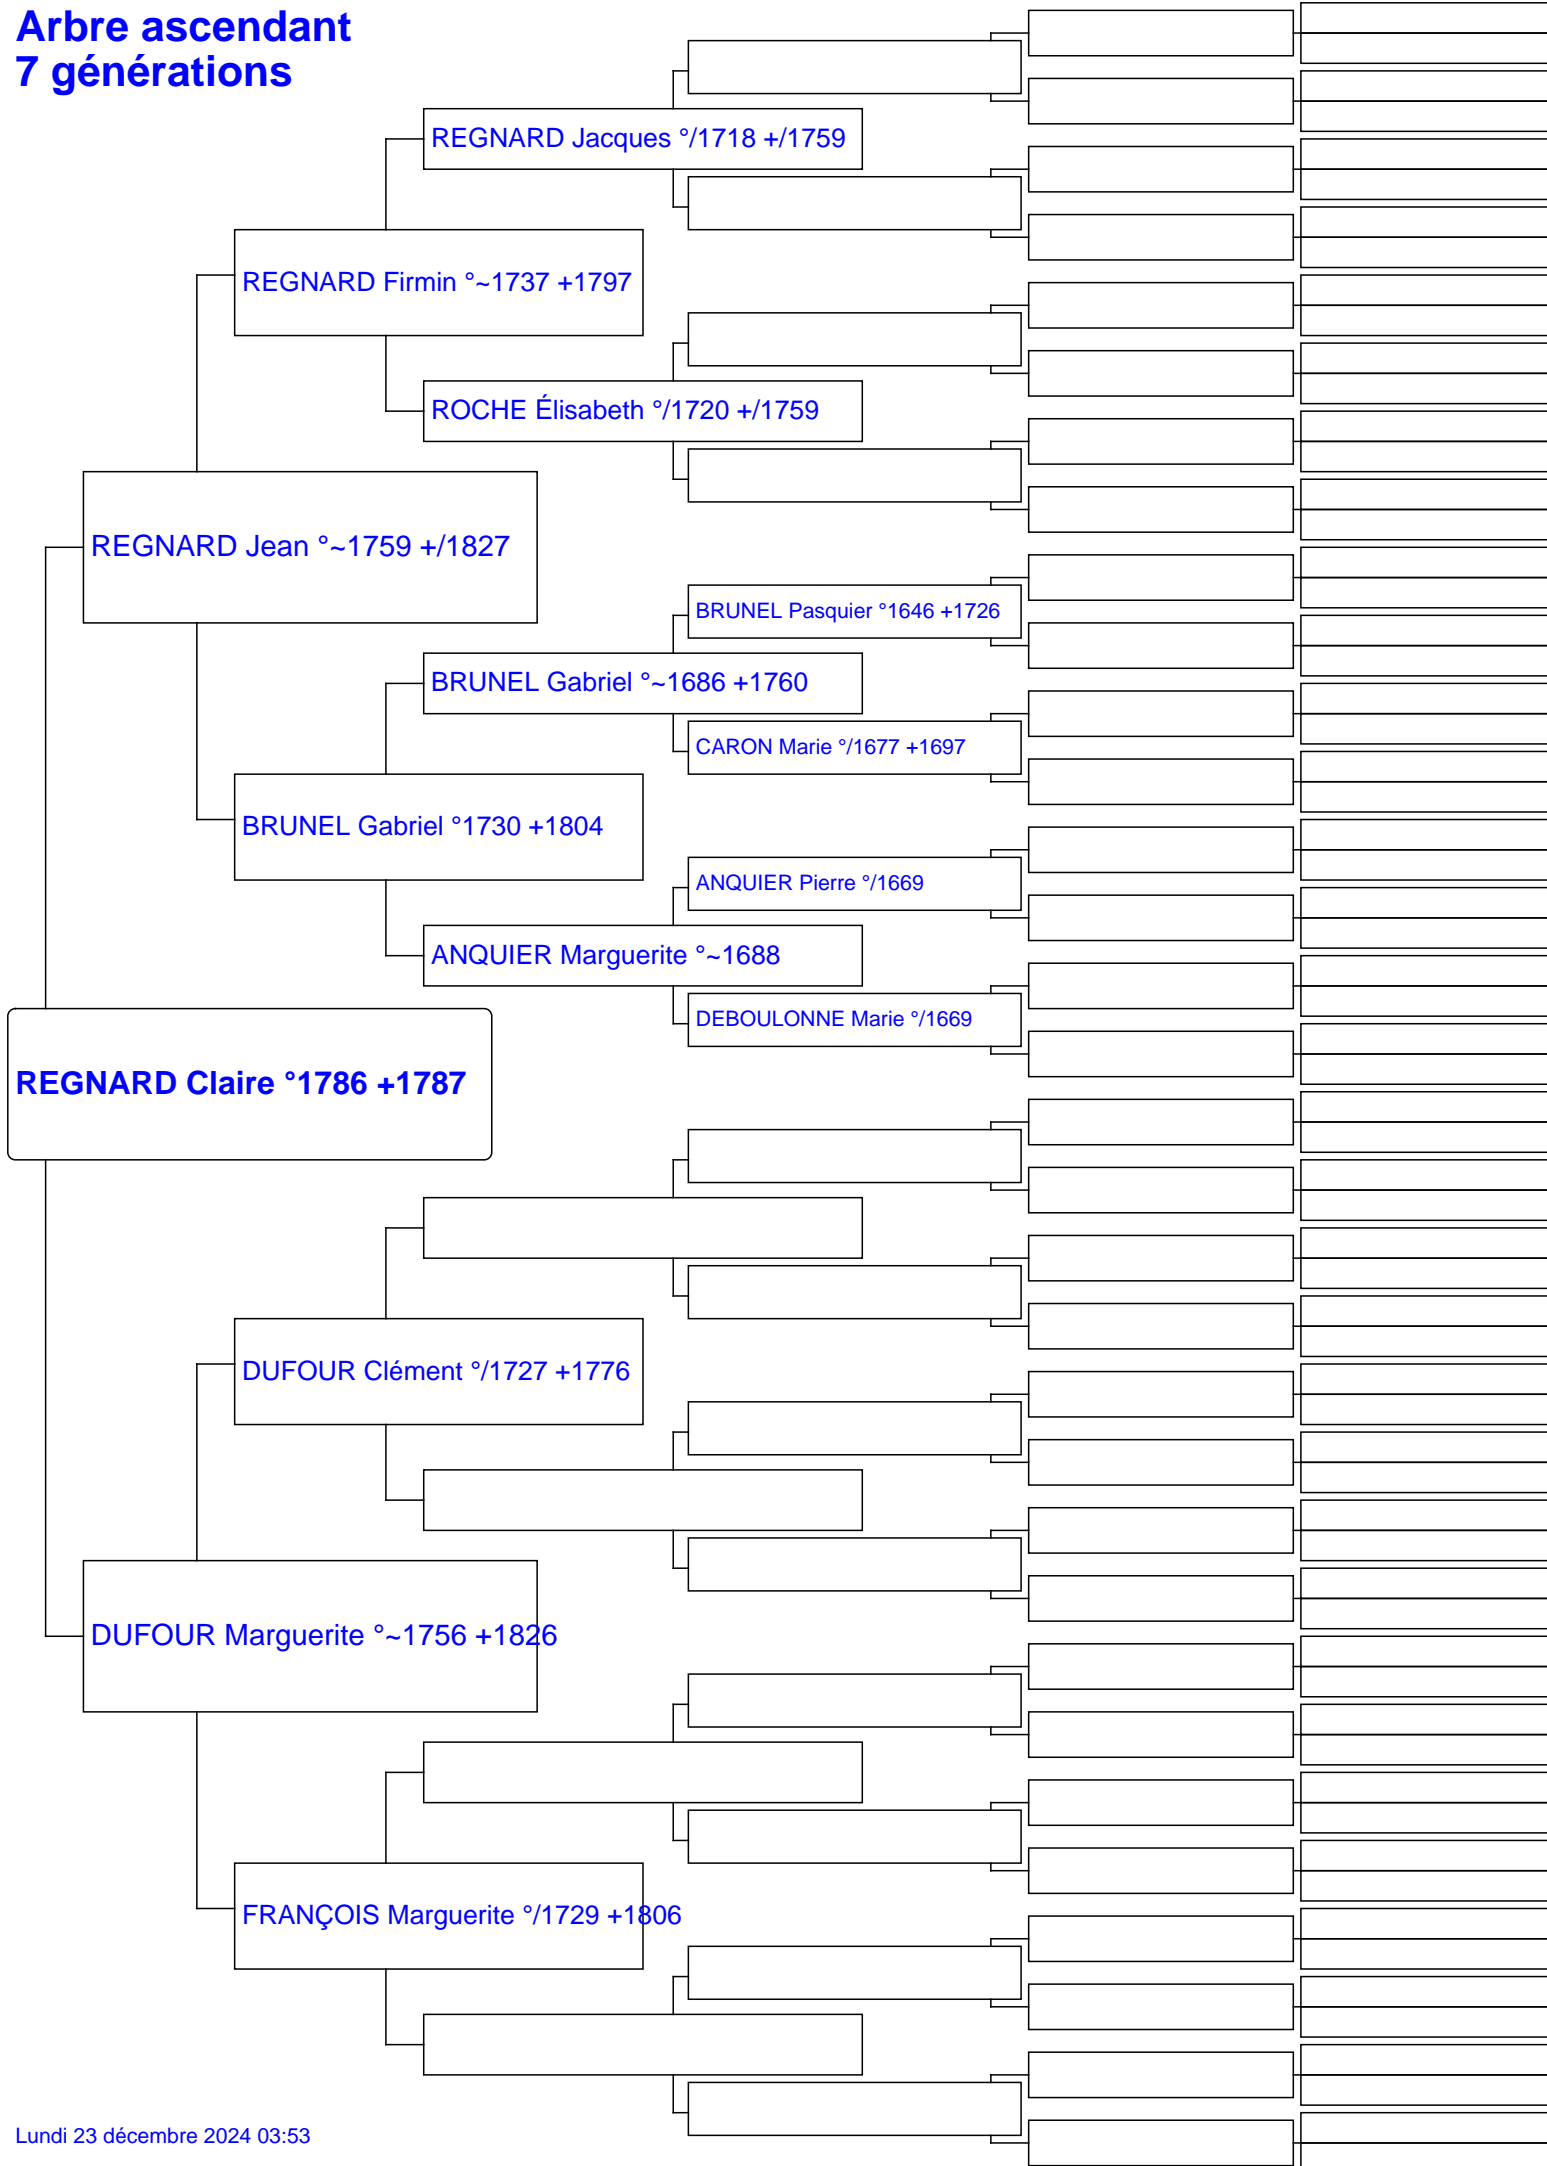 Arbre ascendant
7 générations
REGNARD Jacques °/1718 +/1759
REGNARD Firmin °~1737 +1797
ROCHE Élisabeth °/1720 +/1759
REGNARD Jean °~1759 +/1827
BRUNEL Pasquier °1646 +1726
BRUNEL Gabriel °~1686 +1760
CARON Marie °/1677 +1697
BRUNEL Gabriel °1730 +1804
ANQUIER Pierre °/1669
ANQUIER Marguerite °~1688
DEBOULONNE Marie °/1669
REGNARD Claire °1786 +1787
DUFOUR Clément °/1727 +1776
DUFOUR Marguerite °~1756 +1826
FRANÇOIS Marguerite °/1729 +1806
Lundi 23 décembre 2024 03:53